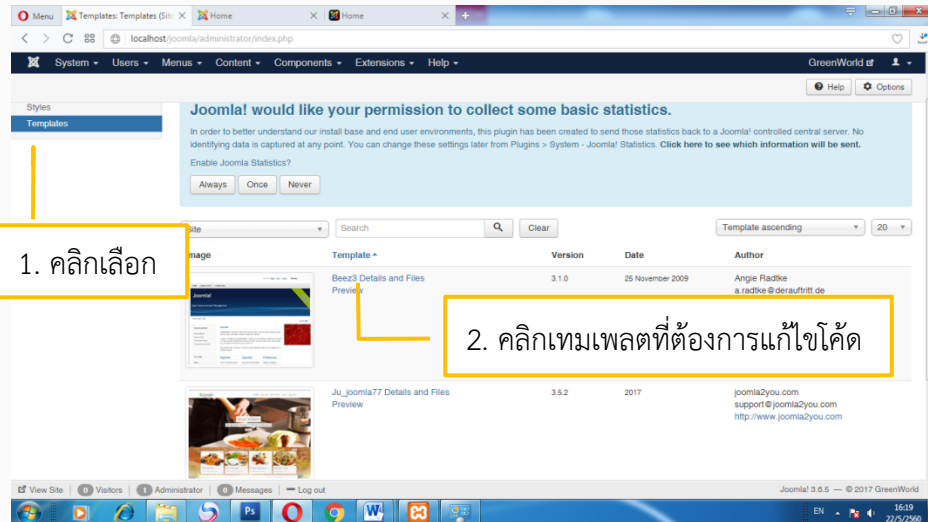 Menu
Templates: Templates (Sit
Home
Home
localhost/joomla/administrator/index.php
System Users Menus Content Components Extensions Help
GreenWorld
Help Options
Styles
Templates
Joomla! would like your permission to collect some basic statistics.
In order to better understand our install base and end user environments, this plugin has been created to send those statistics back to a Joomla! controlled central server. No
identifying data is captured at any point. You can change these settings later from Plugins > System - Joomla! Statistics. Click here to see which information will be sent.
Enable Joomla Statistics?
Always Once Never
Site Search Clear Template ascending 20
mage Template Version Date Author
1. คลิกเลือก
Beez3 Details and Files 3.1.0 25 November 2009 Angie Radtke
Preview a.radtke@derauftritt.de
2. คลิกเทมเพลตที่ต้องการแก้ไขโค้ด
Joomla!
Ju_joomla77 Details and Files 3.5.2 2017 joomla2you.com
Preview support@joomla2you.com
http://www.joomla2you.com
View Site 0 Visitors 1 Administrator 0 Messages Log out Joomla! 3.6.5 — © 2017 GreenWorld
Ps
W
EN 16:19
22/5/2560